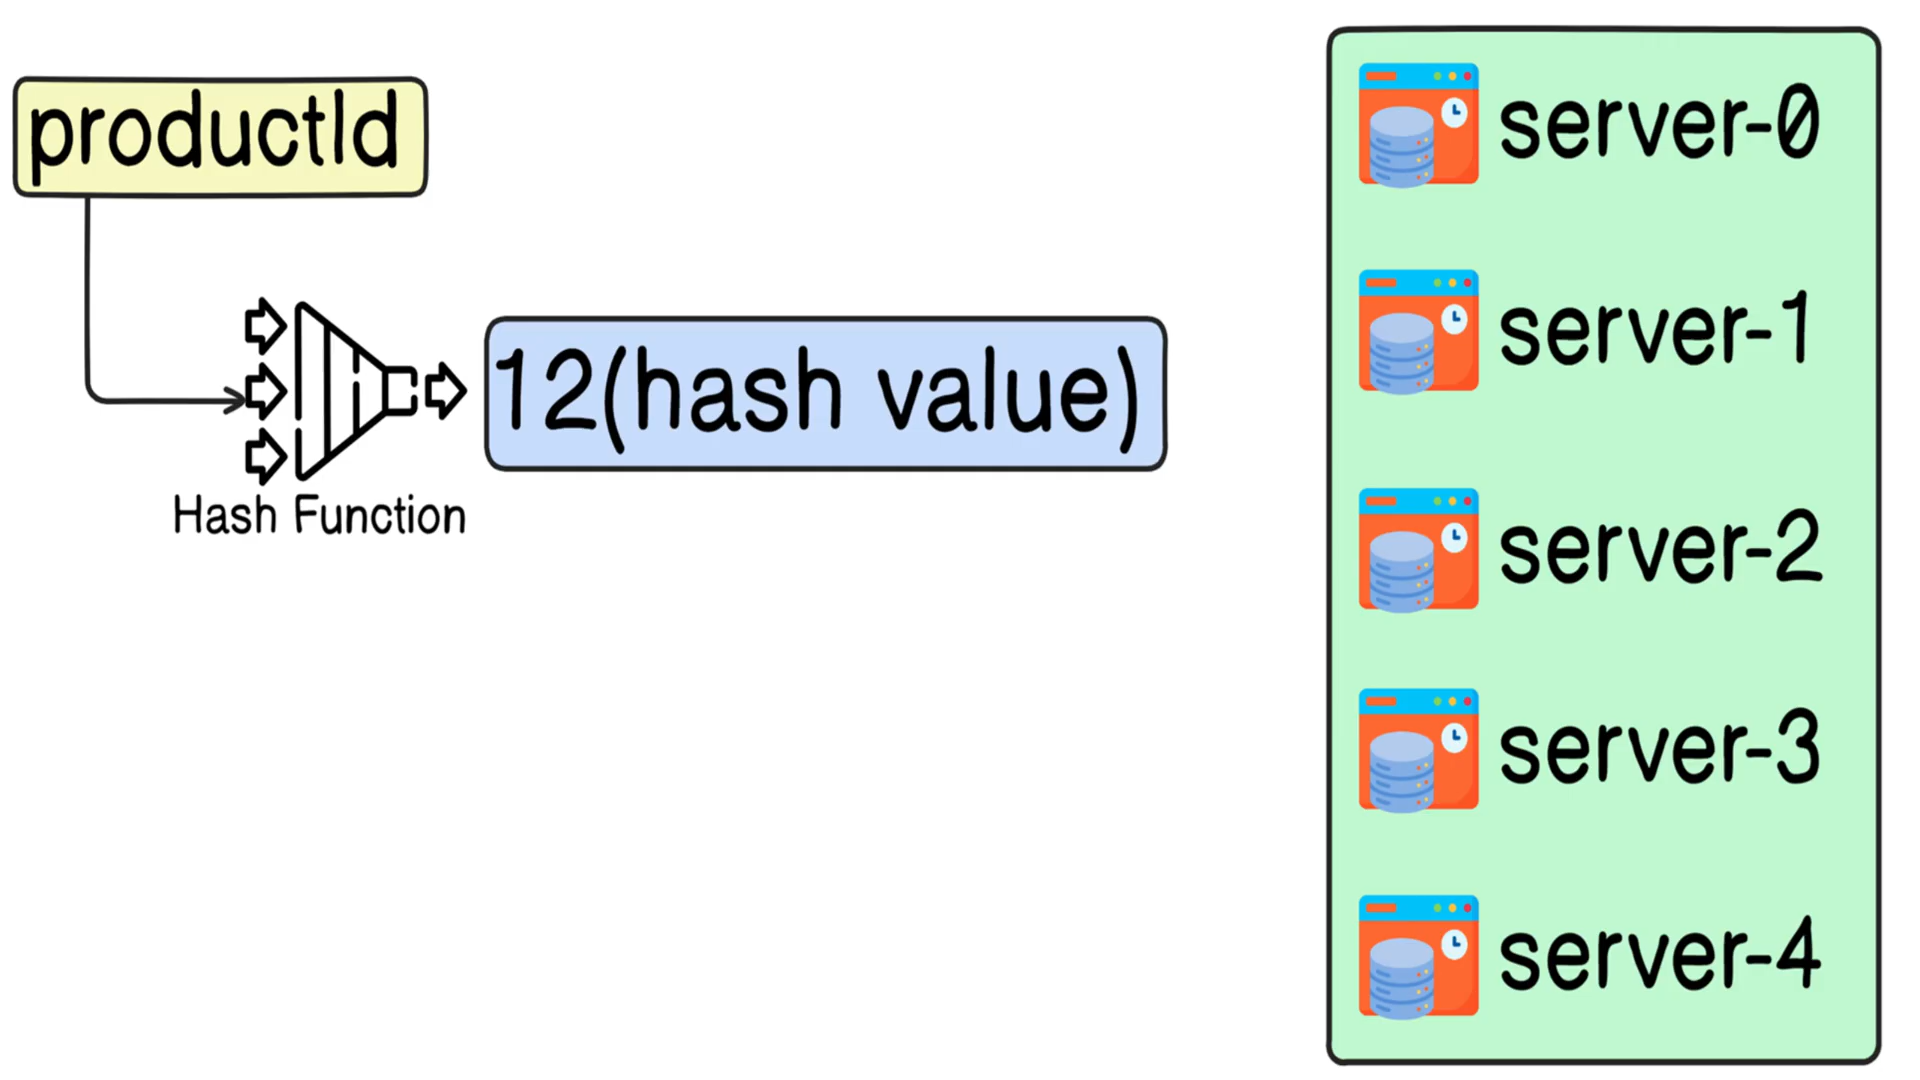 productId
12(hash value)
Hash Function
server-0
server-1
server-2
server-3
server-4